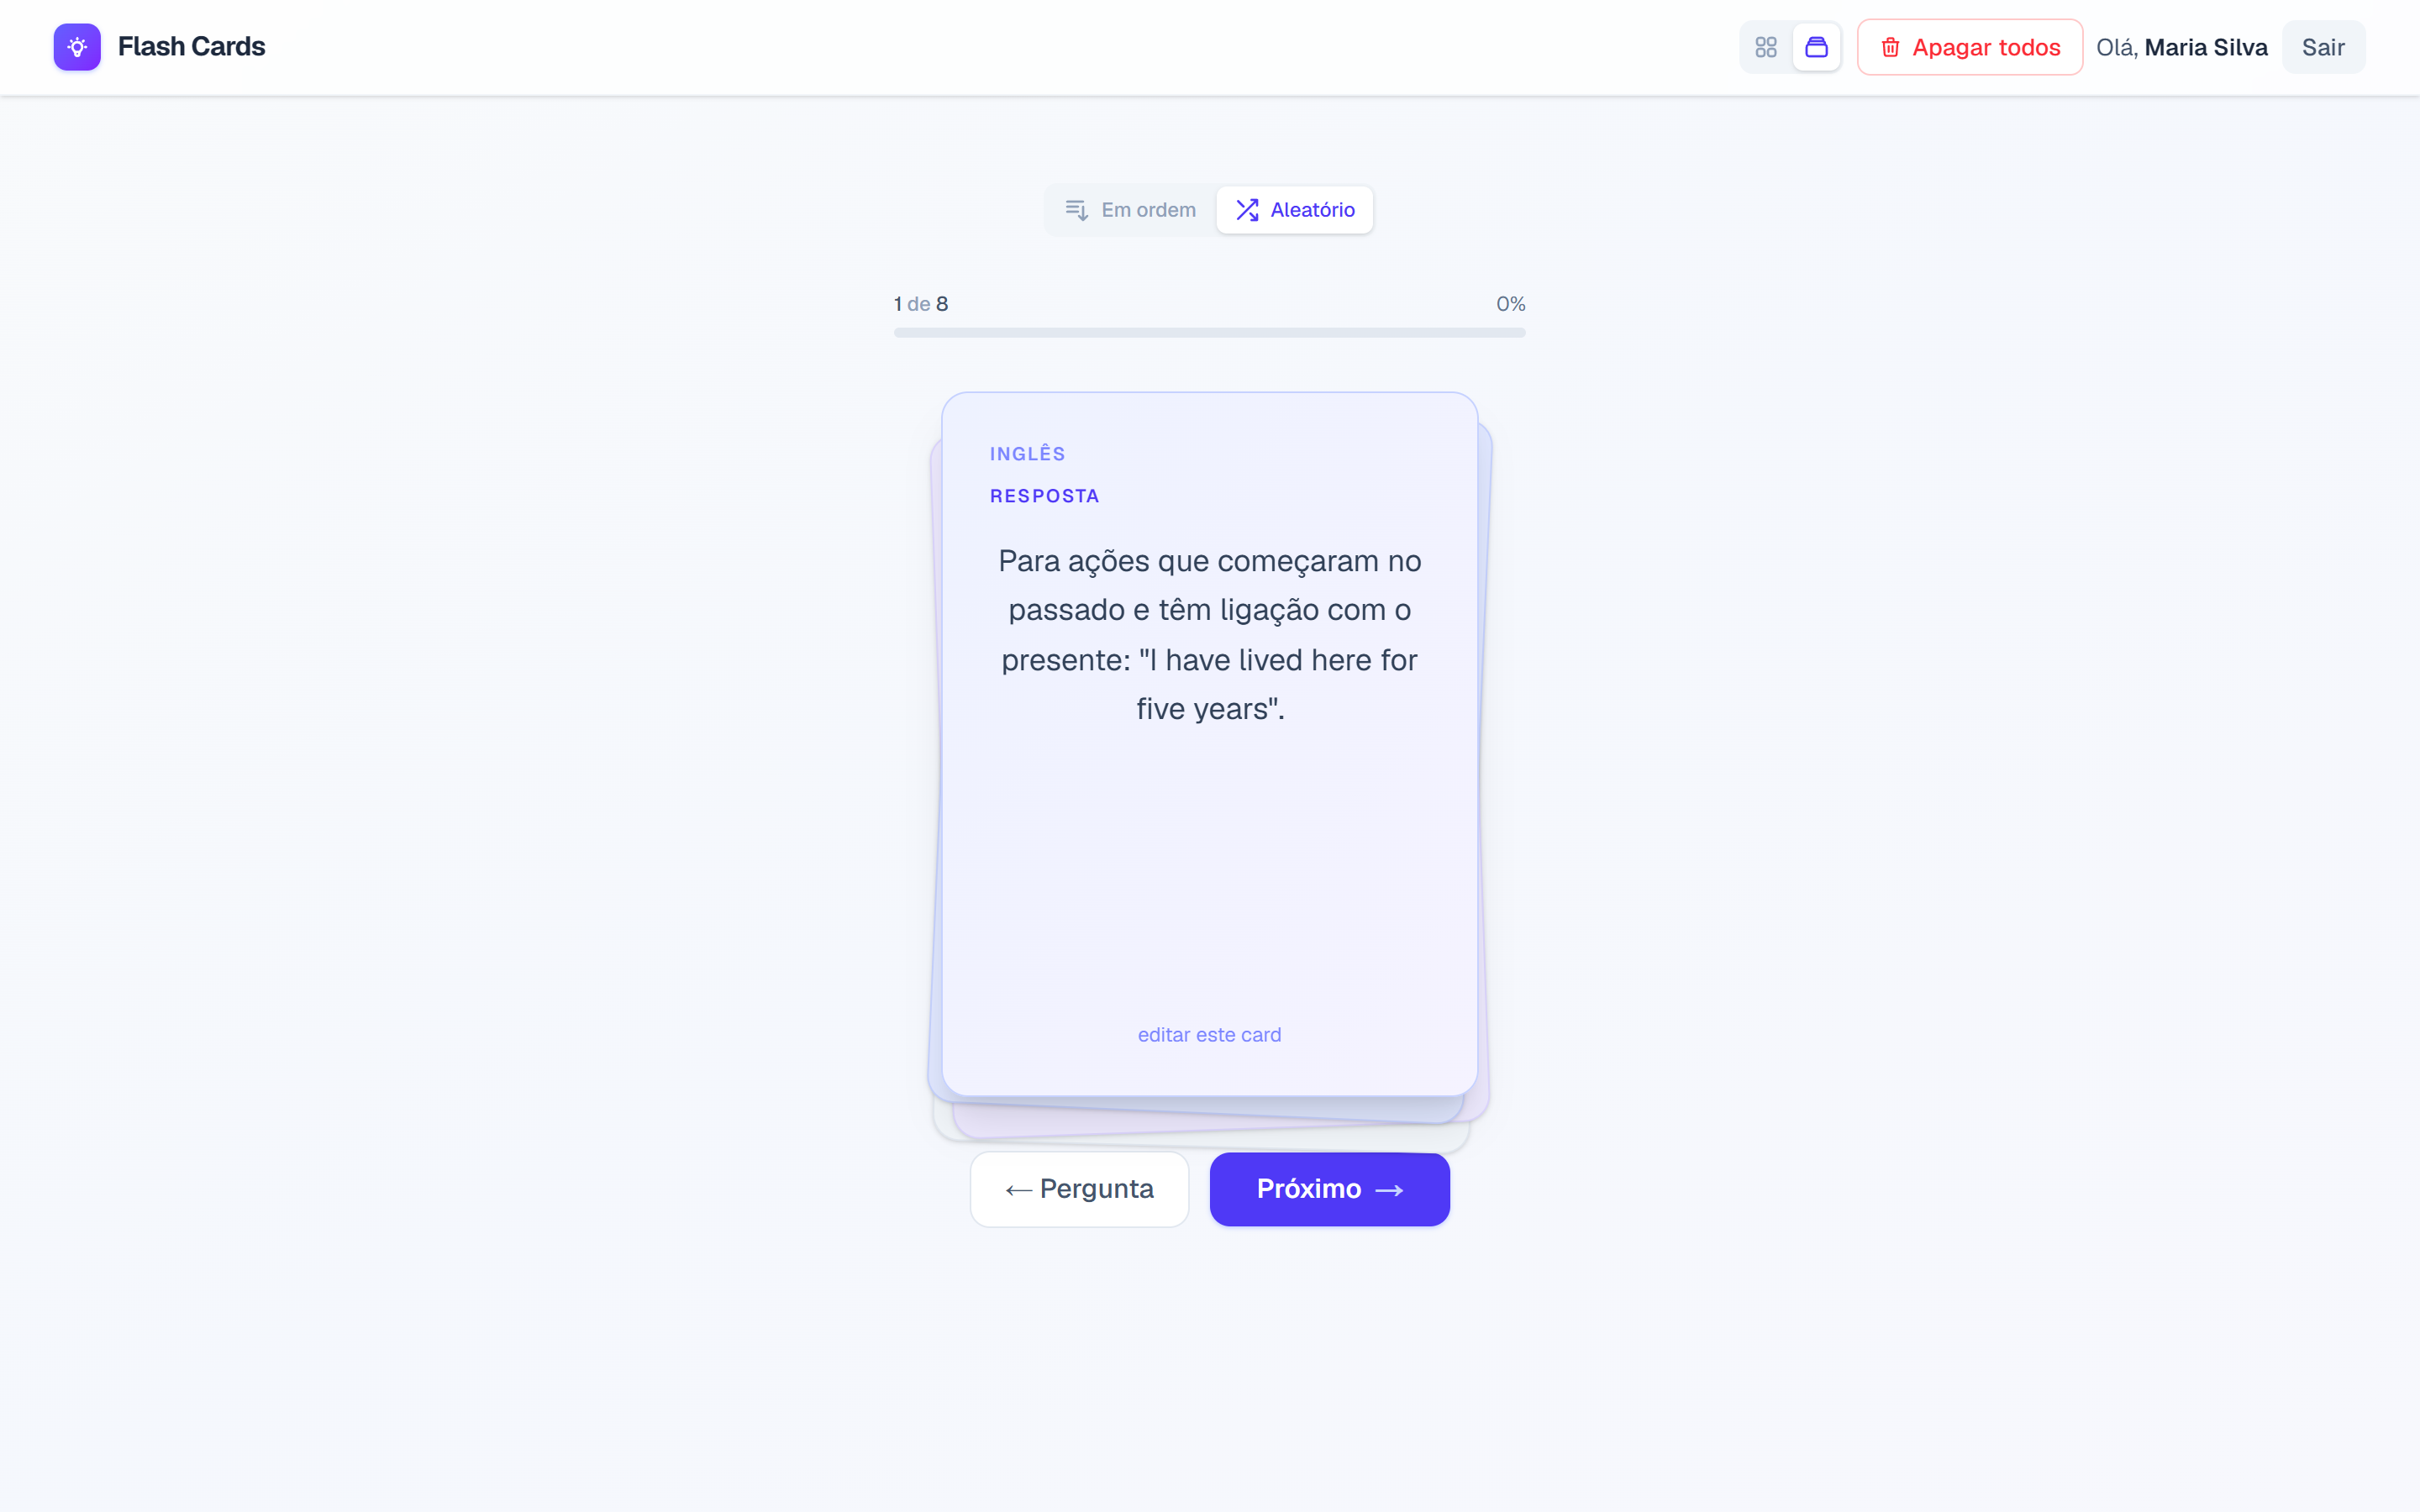 Flash Cards
Apagar todos
Olá, Maria Silva
Sair
Em ordem
Aleatório
1 de 8
0%
INGLÊS
RESPOSTA
Para ações que começaram no
passado e têm ligação com o
presente: "I have lived here for
five years".
editar este card
← Pergunta
Próximo →